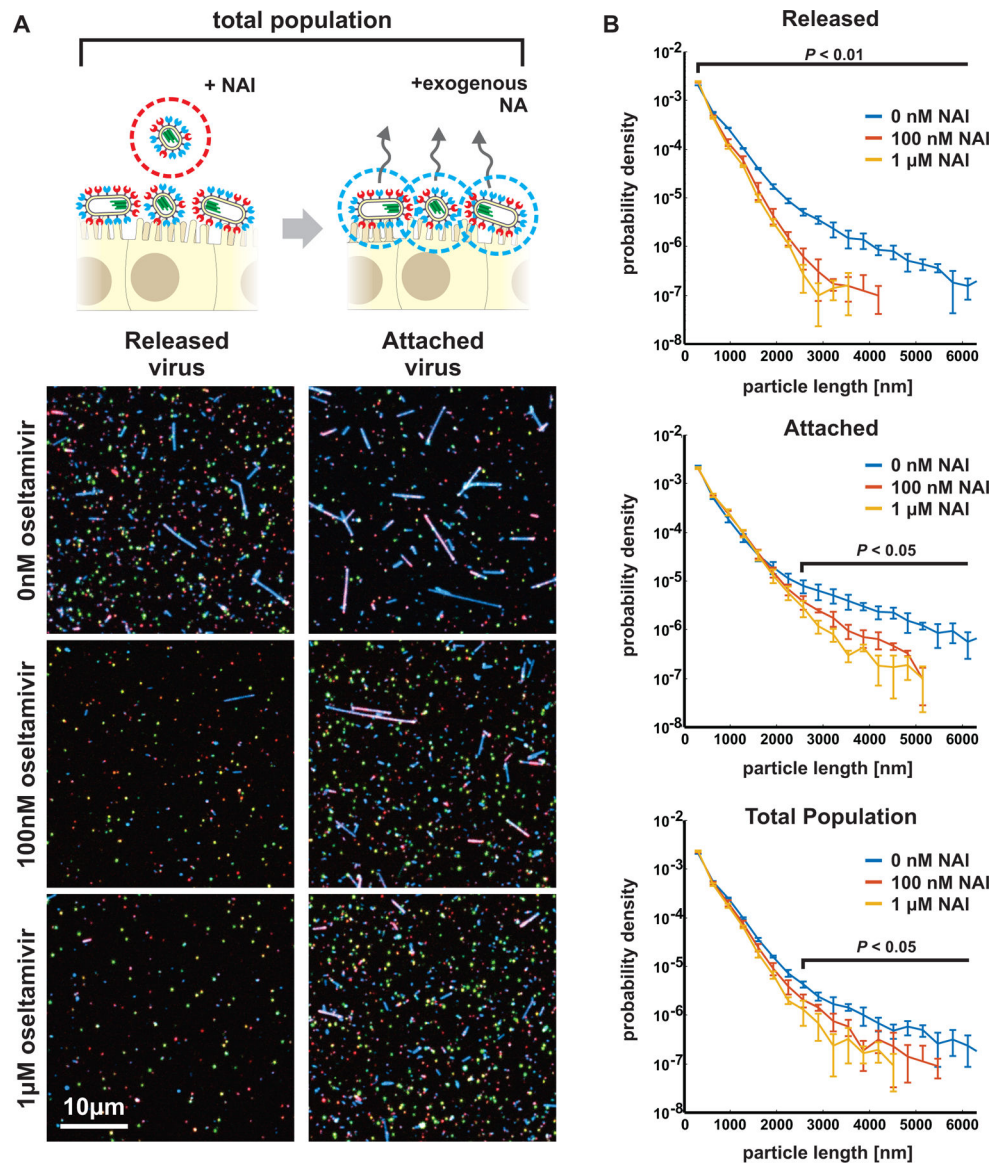 A
total population
+ NAI
+exogenous
NA
Released
virus
Attached
virus
0nM oseltamivir
100nM oseltamivir
1µM oseltamivir
10µm
B
Released
P < 0.01
0 nM NAI
100 nM NAI
1 µM NAI
probability density
10-2
10-3
10-4
10-5
10-6
10-7
10-8
0 1000 2000 3000 4000 5000 6000
particle length [nm]
Attached
0 nM NAI
100 nM NAI
1 µM NAI
P < 0.05
probability density
10-2
10-3
10-4
10-5
10-6
10-7
10-8
0 1000 2000 3000 4000 5000 6000
particle length [nm]
Total Population
0 nM NAI
100 nM NAI
1 µM NAI
P < 0.05
probability density
10-2
10-3
10-4
10-5
10-6
10-7
10-8
0 1000 2000 3000 4000 5000 6000
particle length [nm]